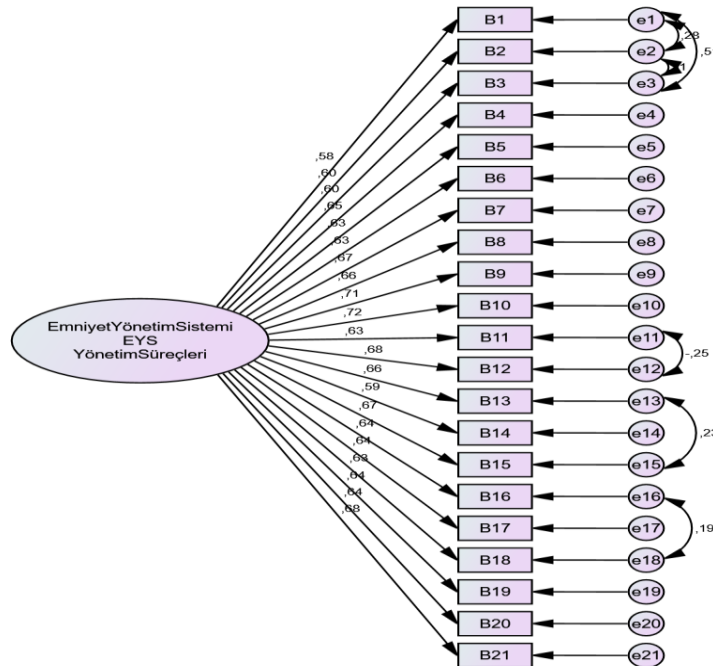 B1 e1
,28
B2 e2
,5
B3 e3
B4 e4
B5 e5
,58
,60
B6 e6
,60
,65
B7 e7
,63
B8 e8
,67
,66
B9 e9
,71
B10 e10
,72
EmniyetYönetimSistemi
EYS
YönetimSüreçleri
,63
B11 e11
,68
-,25
B12 e12
,66
,59
B13 e13
,67
B14 e14
,23
,64
,64
B15 e15
,63
,64
B16 e16
,64
,68
B17 e17
,19
B18 e18
B19 e19
B20 e20
B21 e21